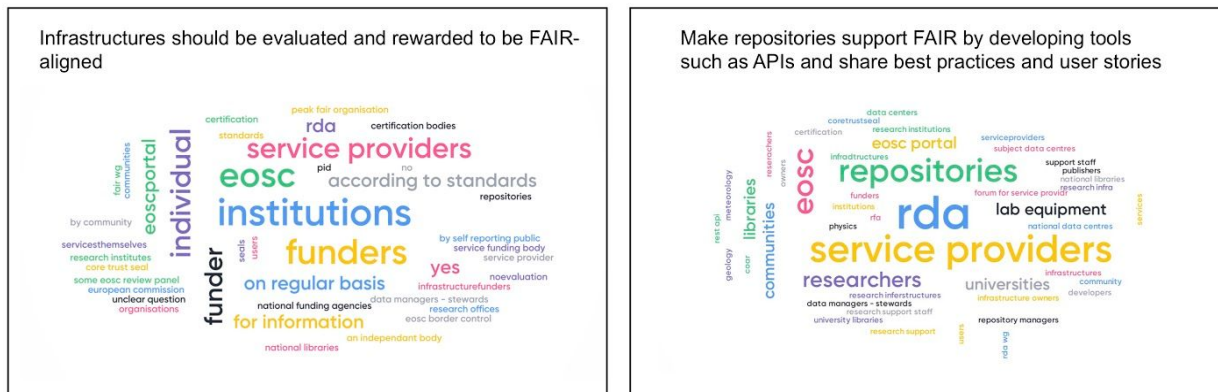 Infrastructures should be evaluated and rewarded to be FAIR-
aligned
peak fair organisation
certification
rda
certification bodies
standards
service providers
fair wg
communities
eoscportal
individual
eosc
pid
no
according to standards
repositories
institutions
by community
servicesthemselves
research institutes
core trust seal
some eosc review panel
european commission
unclear question
organisations
funder
seals
users
funders
by self reporting public
service funding body
service provider
yes
noevaluation
on regular basis
infrastructurefunders
national funding agencies
data managers - stewards
research offices
eosc border control
for information
an independant body
national libraries
Make repositories support FAIR by developing tools
such as APIs and share best practices and user stories
data centers
coretrustseal
research institutions
certification
eosc portal
serviceproviders
subject data centres
infradtructures
reserachers
owners
eosc
repositories
support staff
publishers
national libraries
research infra
funders
forum for service providr
institutions
rda
lab equipment
rfa
physics
national data centres
services
rest api
meteorology
libraries
communities
geology
coar
service providers
researchers
infrastructures
community
universities
developers
research inferstructures
infrastructure owners
data managers - stewards
research support staff
university libraries
repository managers
research support
users
rda wg